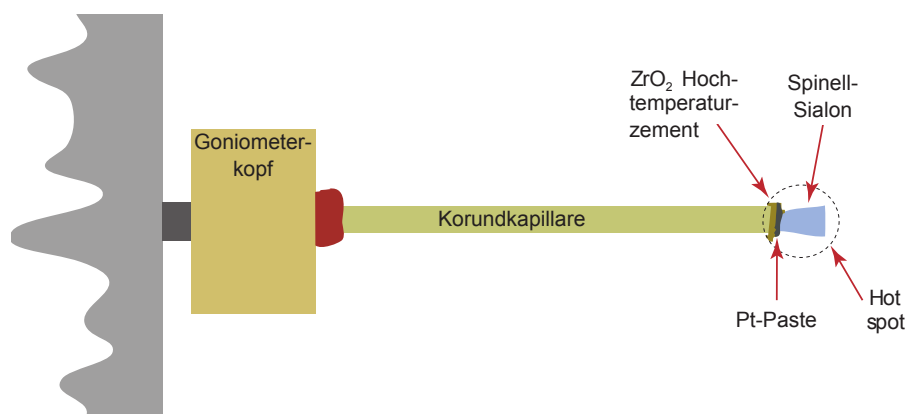 ZrO₂ Hoch-
temperatur-
zement
Spinell-
Sialon
Goniometer-
kopf
Korundkapillare
Pt-Paste
Hot
spot